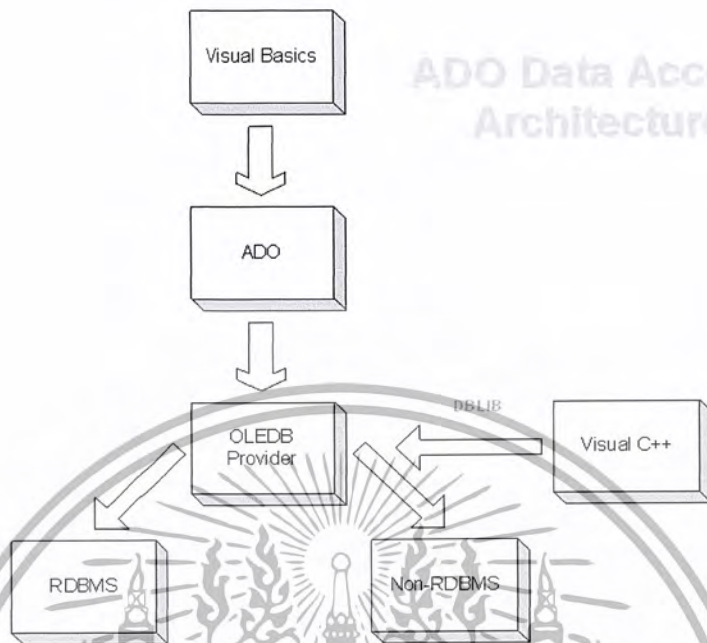 Visual Basics
ADO Data Acc
Architectur
ADO
OLEDB
Provider
DBLIB
Visual C++
RDBMS
Non-RDBMS